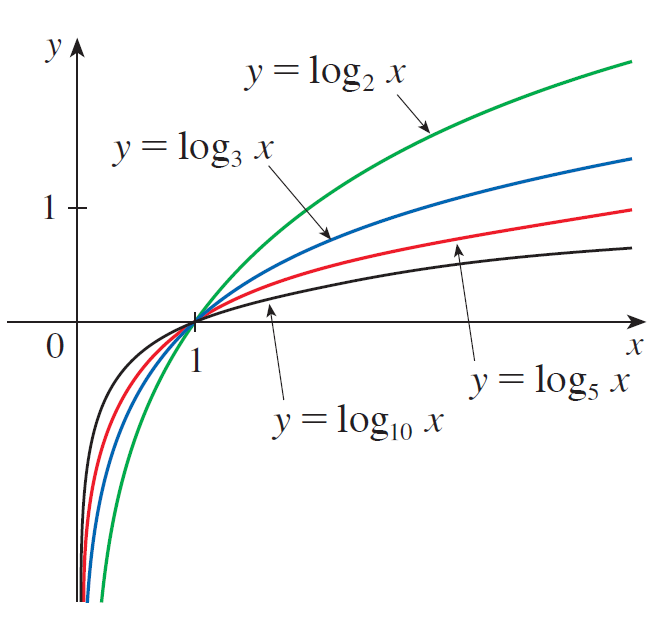 y
y = log₂ x
y = log₃ x
1
0
1
x
y = log₅ x
y = log₁₀ x